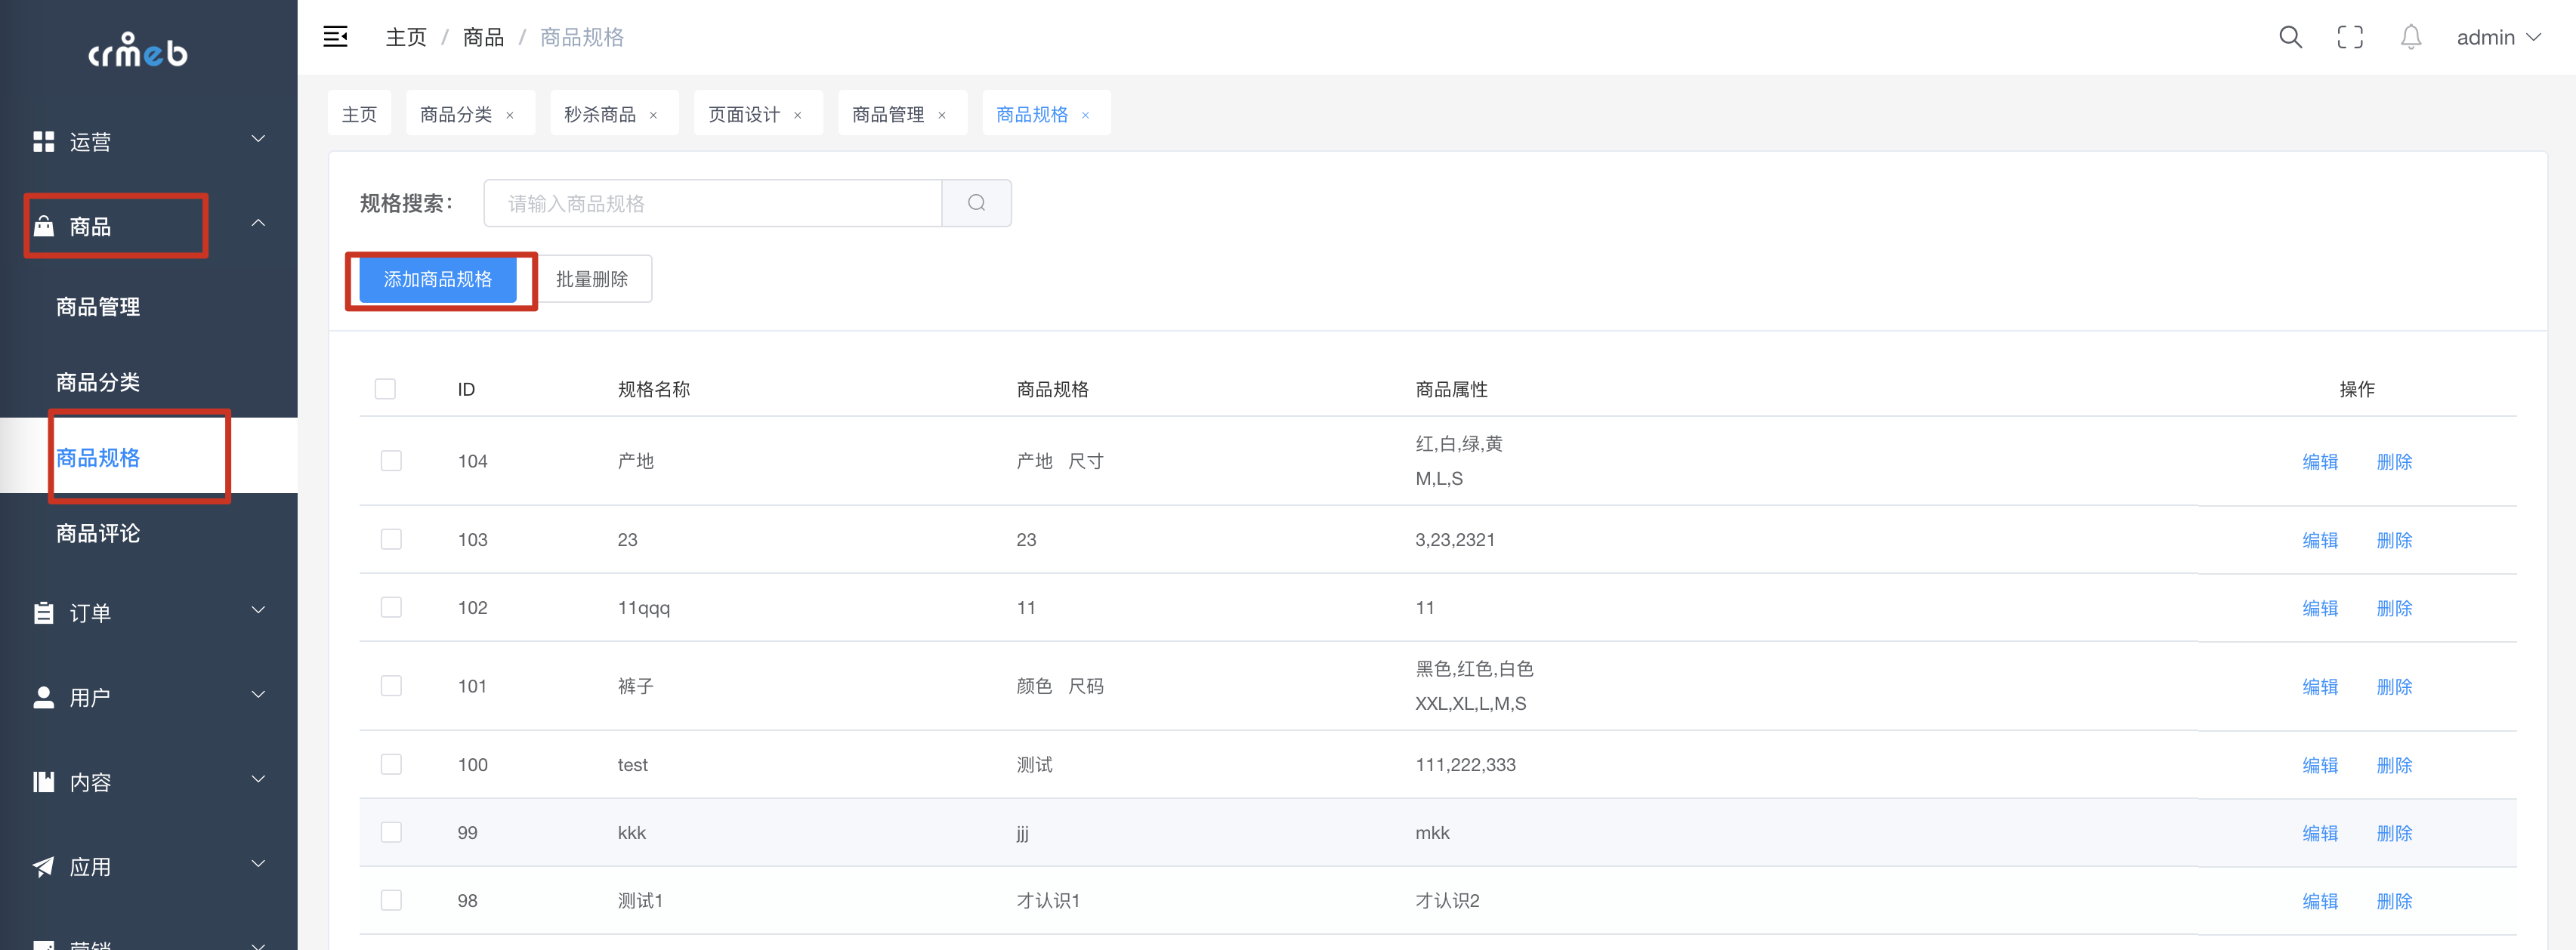 crmeb
主页 / 商品 / 商品规格
admin
主页
商品分类 ×
秒杀商品 ×
页面设计 ×
商品管理 ×
商品规格 ×
运营
商品
商品管理
商品分类
商品规格
商品评论
订单
用户
内容
应用
营销
规格搜索：
请输入商品规格
添加商品规格
批量删除
ID 规格名称 商品规格 商品属性 操作
104 产地 产地 尺寸 红,白,绿,黄
M,L,S
编辑 删除
103 23 23 3,23,2321 编辑 删除
102 11qqq 11 11 编辑 删除
101 裤子 颜色 尺码 黑色,红色,白色
XXL,XL,L,M,S
编辑 删除
100 test 测试 111,222,333 编辑 删除
99 kkk jjj mkk 编辑 删除
98 测试1 才认识1 才认识2 编辑 删除